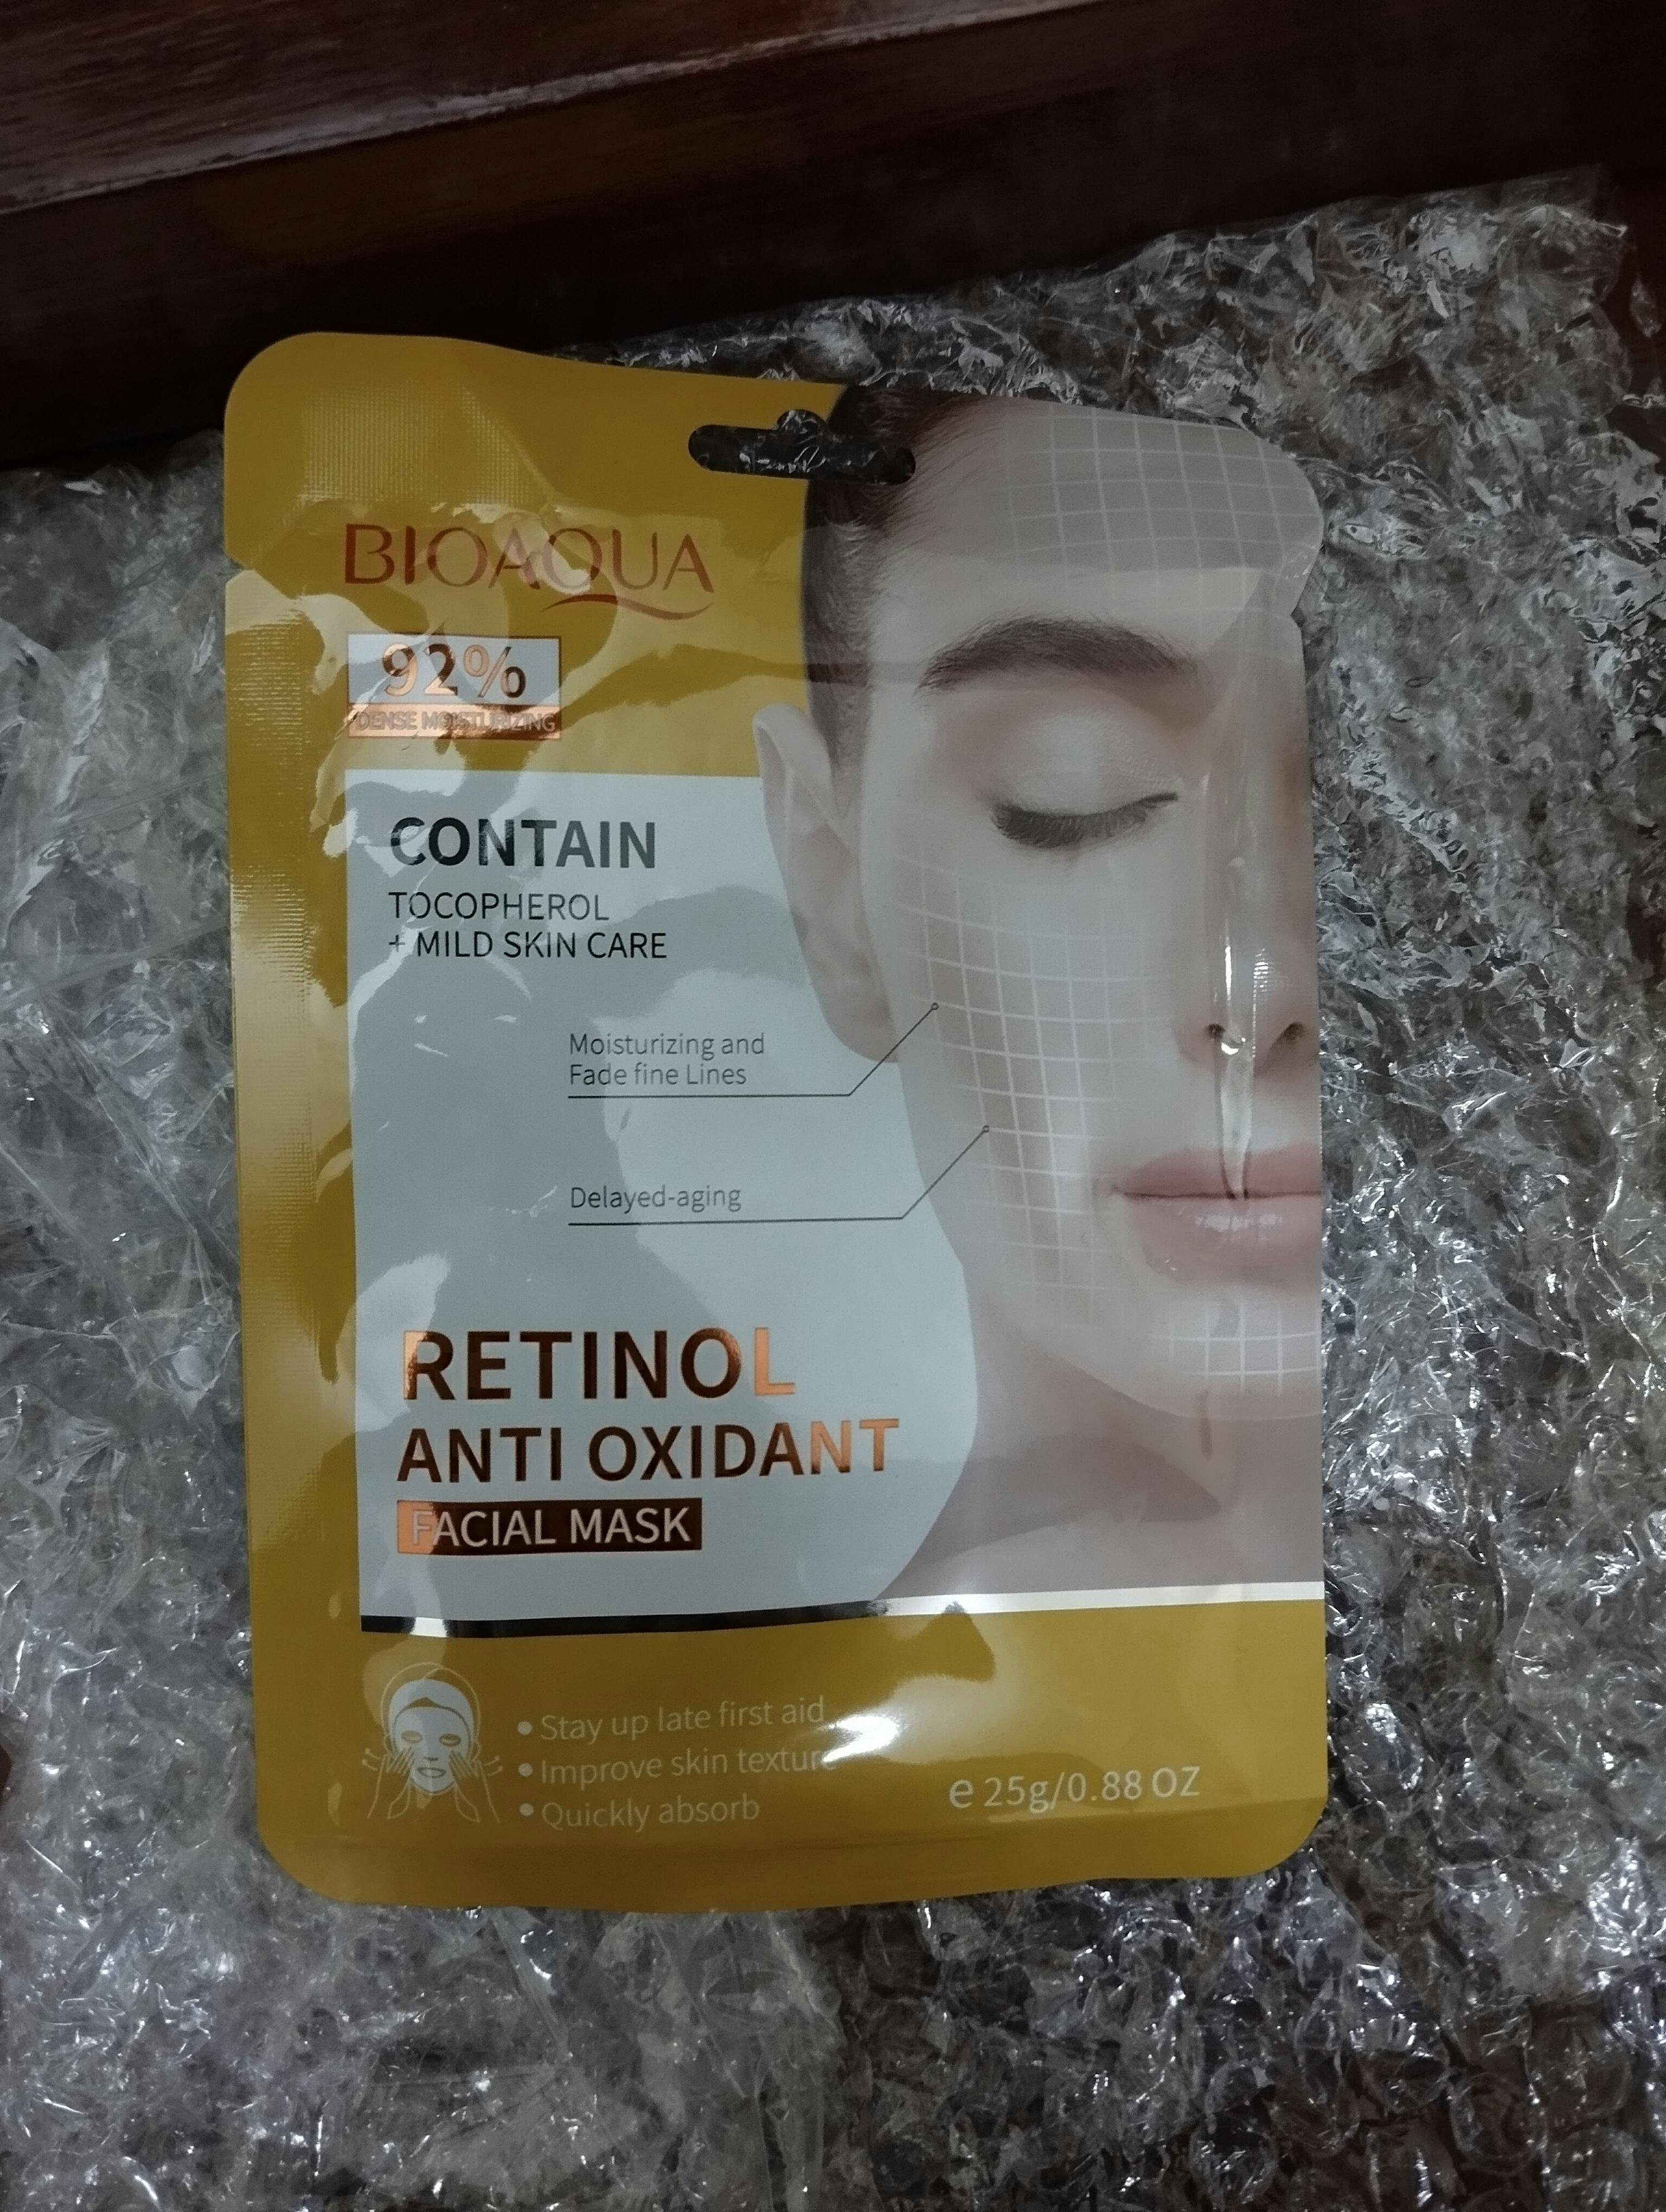 BIOAQUA
92%
DENSE MOISTURIZING
CONTAIN
TOCOPHEROL
+ MILD SKIN CARE
Moisturizing and
Fade fine Lines
Delayed-aging
RETINOL
ANTI OXIDANT
FACIAL MASK
• Stay up late first aid
• Improve skin texture
• Quickly absorb
e 25g/0.88 OZ